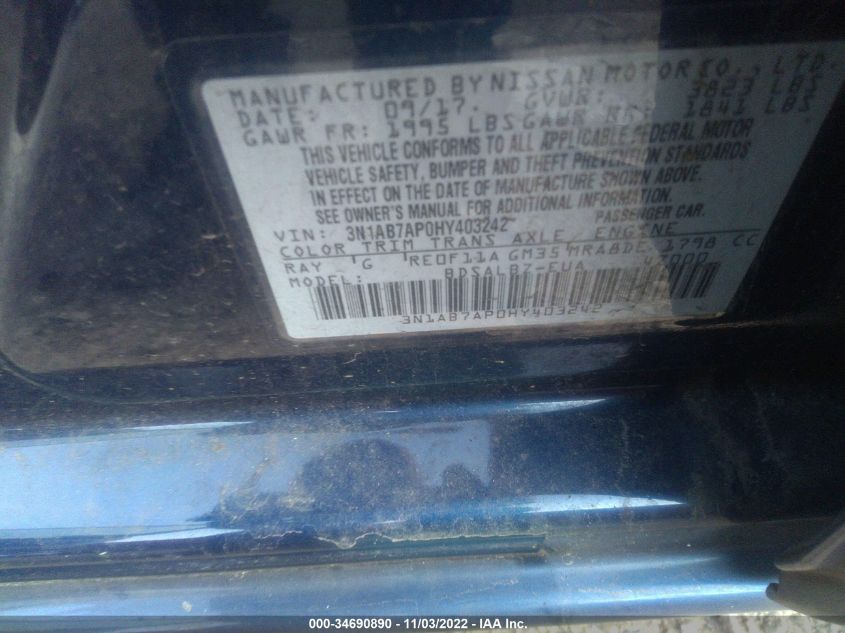 MANUFACTURED BY NISSAN MOTOR CO., LTD.
DATE: 09/17. GVWR: 3823 LBS
GAWR FR: 1995 LBS GAWR RR: 1841 LBS
THIS VEHICLE CONFORMS TO ALL APPLICABLE FEDERAL MOTOR
VEHICLE SAFETY, BUMPER AND THEFT PREVENTION STANDARDS
IN EFFECT ON THE DATE OF MANUFACTURE SHOWN ABOVE.
SEE OWNER'S MANUAL FOR ADDITIONAL INFORMATION
VIN: 3N1AB7AP0HY403242 PASSENGER CAR.
COLOR TRIM TRANS AXLE ENGINE
RAY G RE0F11A GM35 MRA8DE 1798 CC
MODEL: BDSALBZ-EUA
3N1AB7AP0HY403242
000-34690890 - 11/03/2022 - IAA Inc.